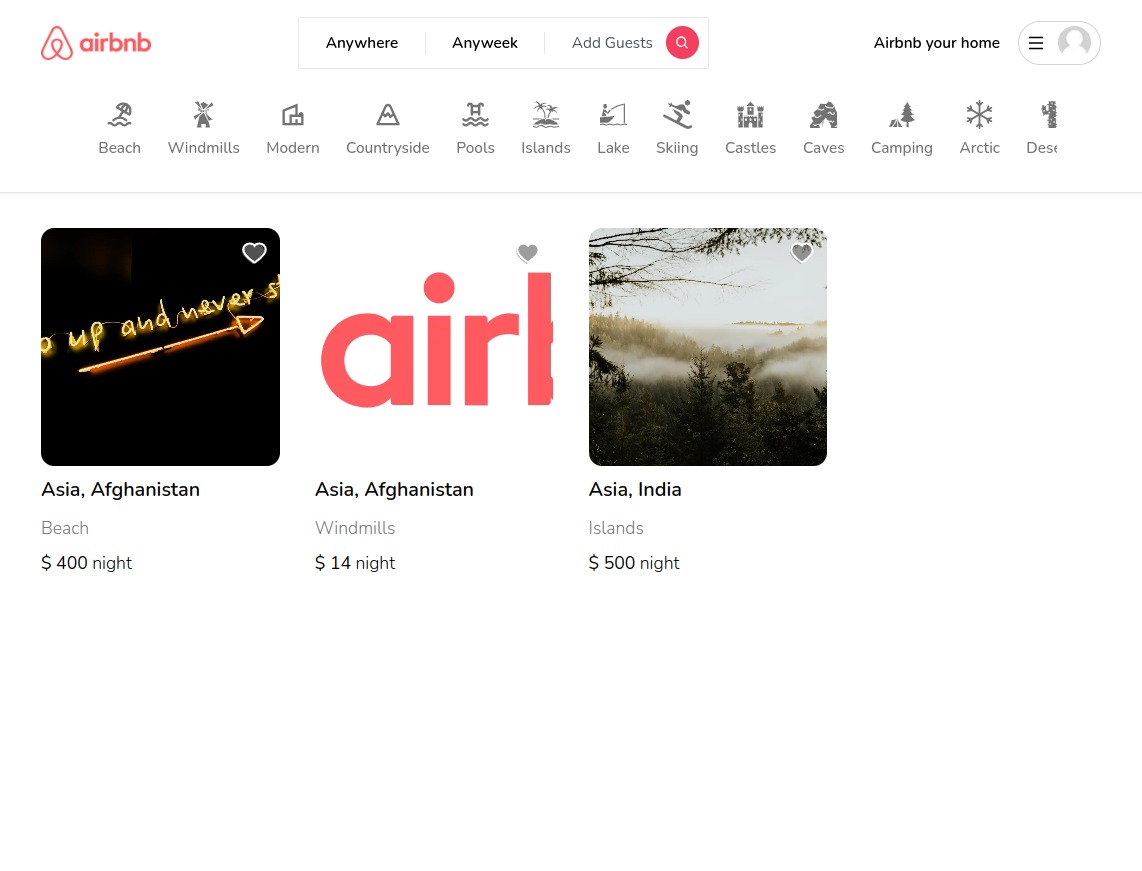 airbnb
Anywhere
Anyweek
Add Guests
Airbnb your home
Beach
Windmills
Modern
Countryside
Pools
Islands
Lake
Skiing
Castles
Caves
Camping
Arctic
Dese
up and never s
airb
Asia, Afghanistan
Beach
$ 400 night
Asia, Afghanistan
Windmills
$ 14 night
Asia, India
Islands
$ 500 night